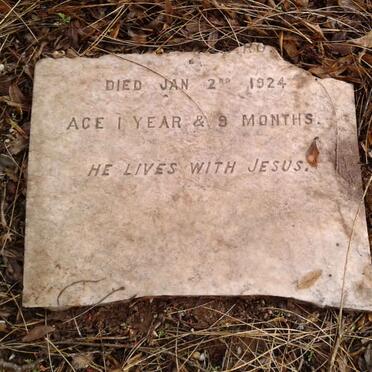 DIED JAN 2ND 1924
AGE 1 YEAR & 9 MONTHS.
HE LIVES WITH JESUS.